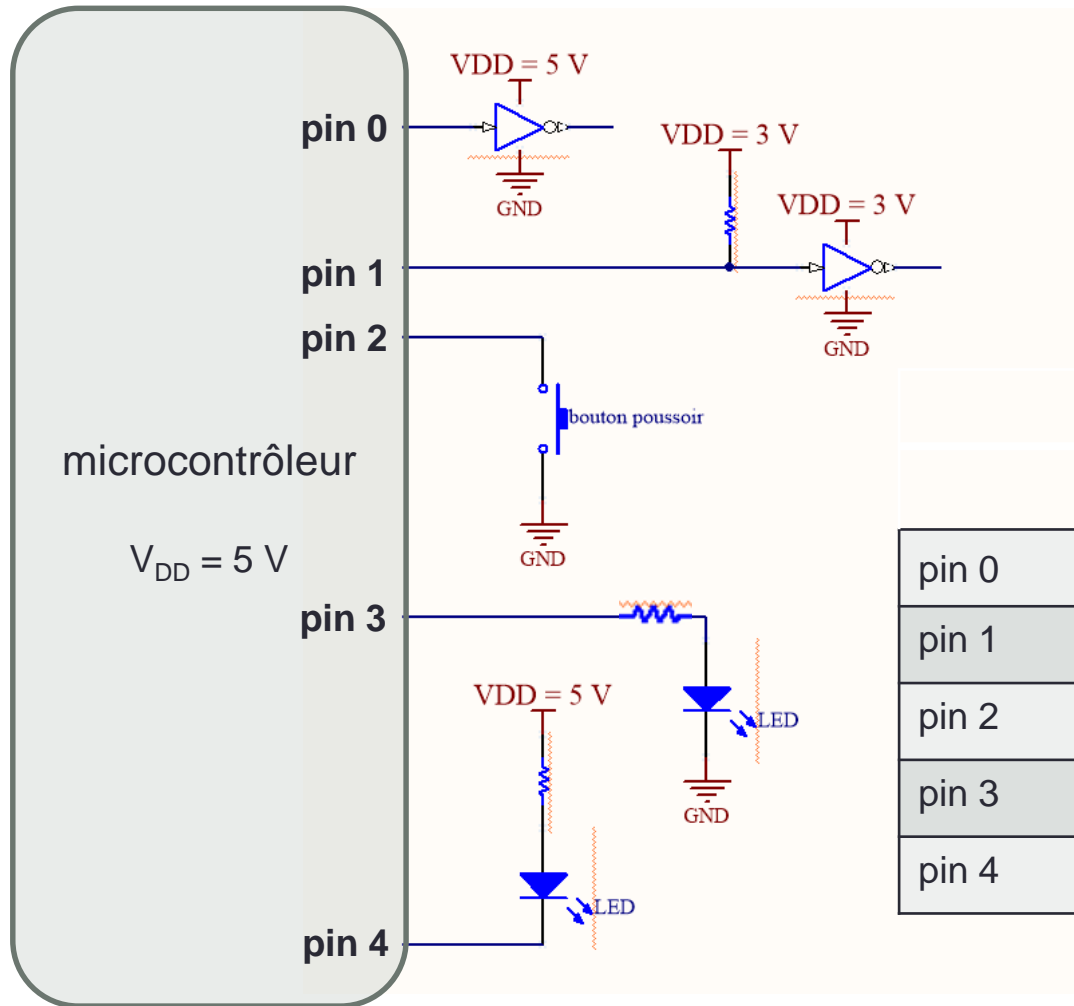 VDD = 5 V
pin 0
GND
VDD = 3 V
VDD = 3 V
pin 1
GND
pin 2
bouton poussoir
GND
microcontrôleur
VDD = 5 V
pin 3
LED
GND
VDD = 5 V
LED
pin 4
pin 0
pin 1
pin 2
pin 3
pin 4